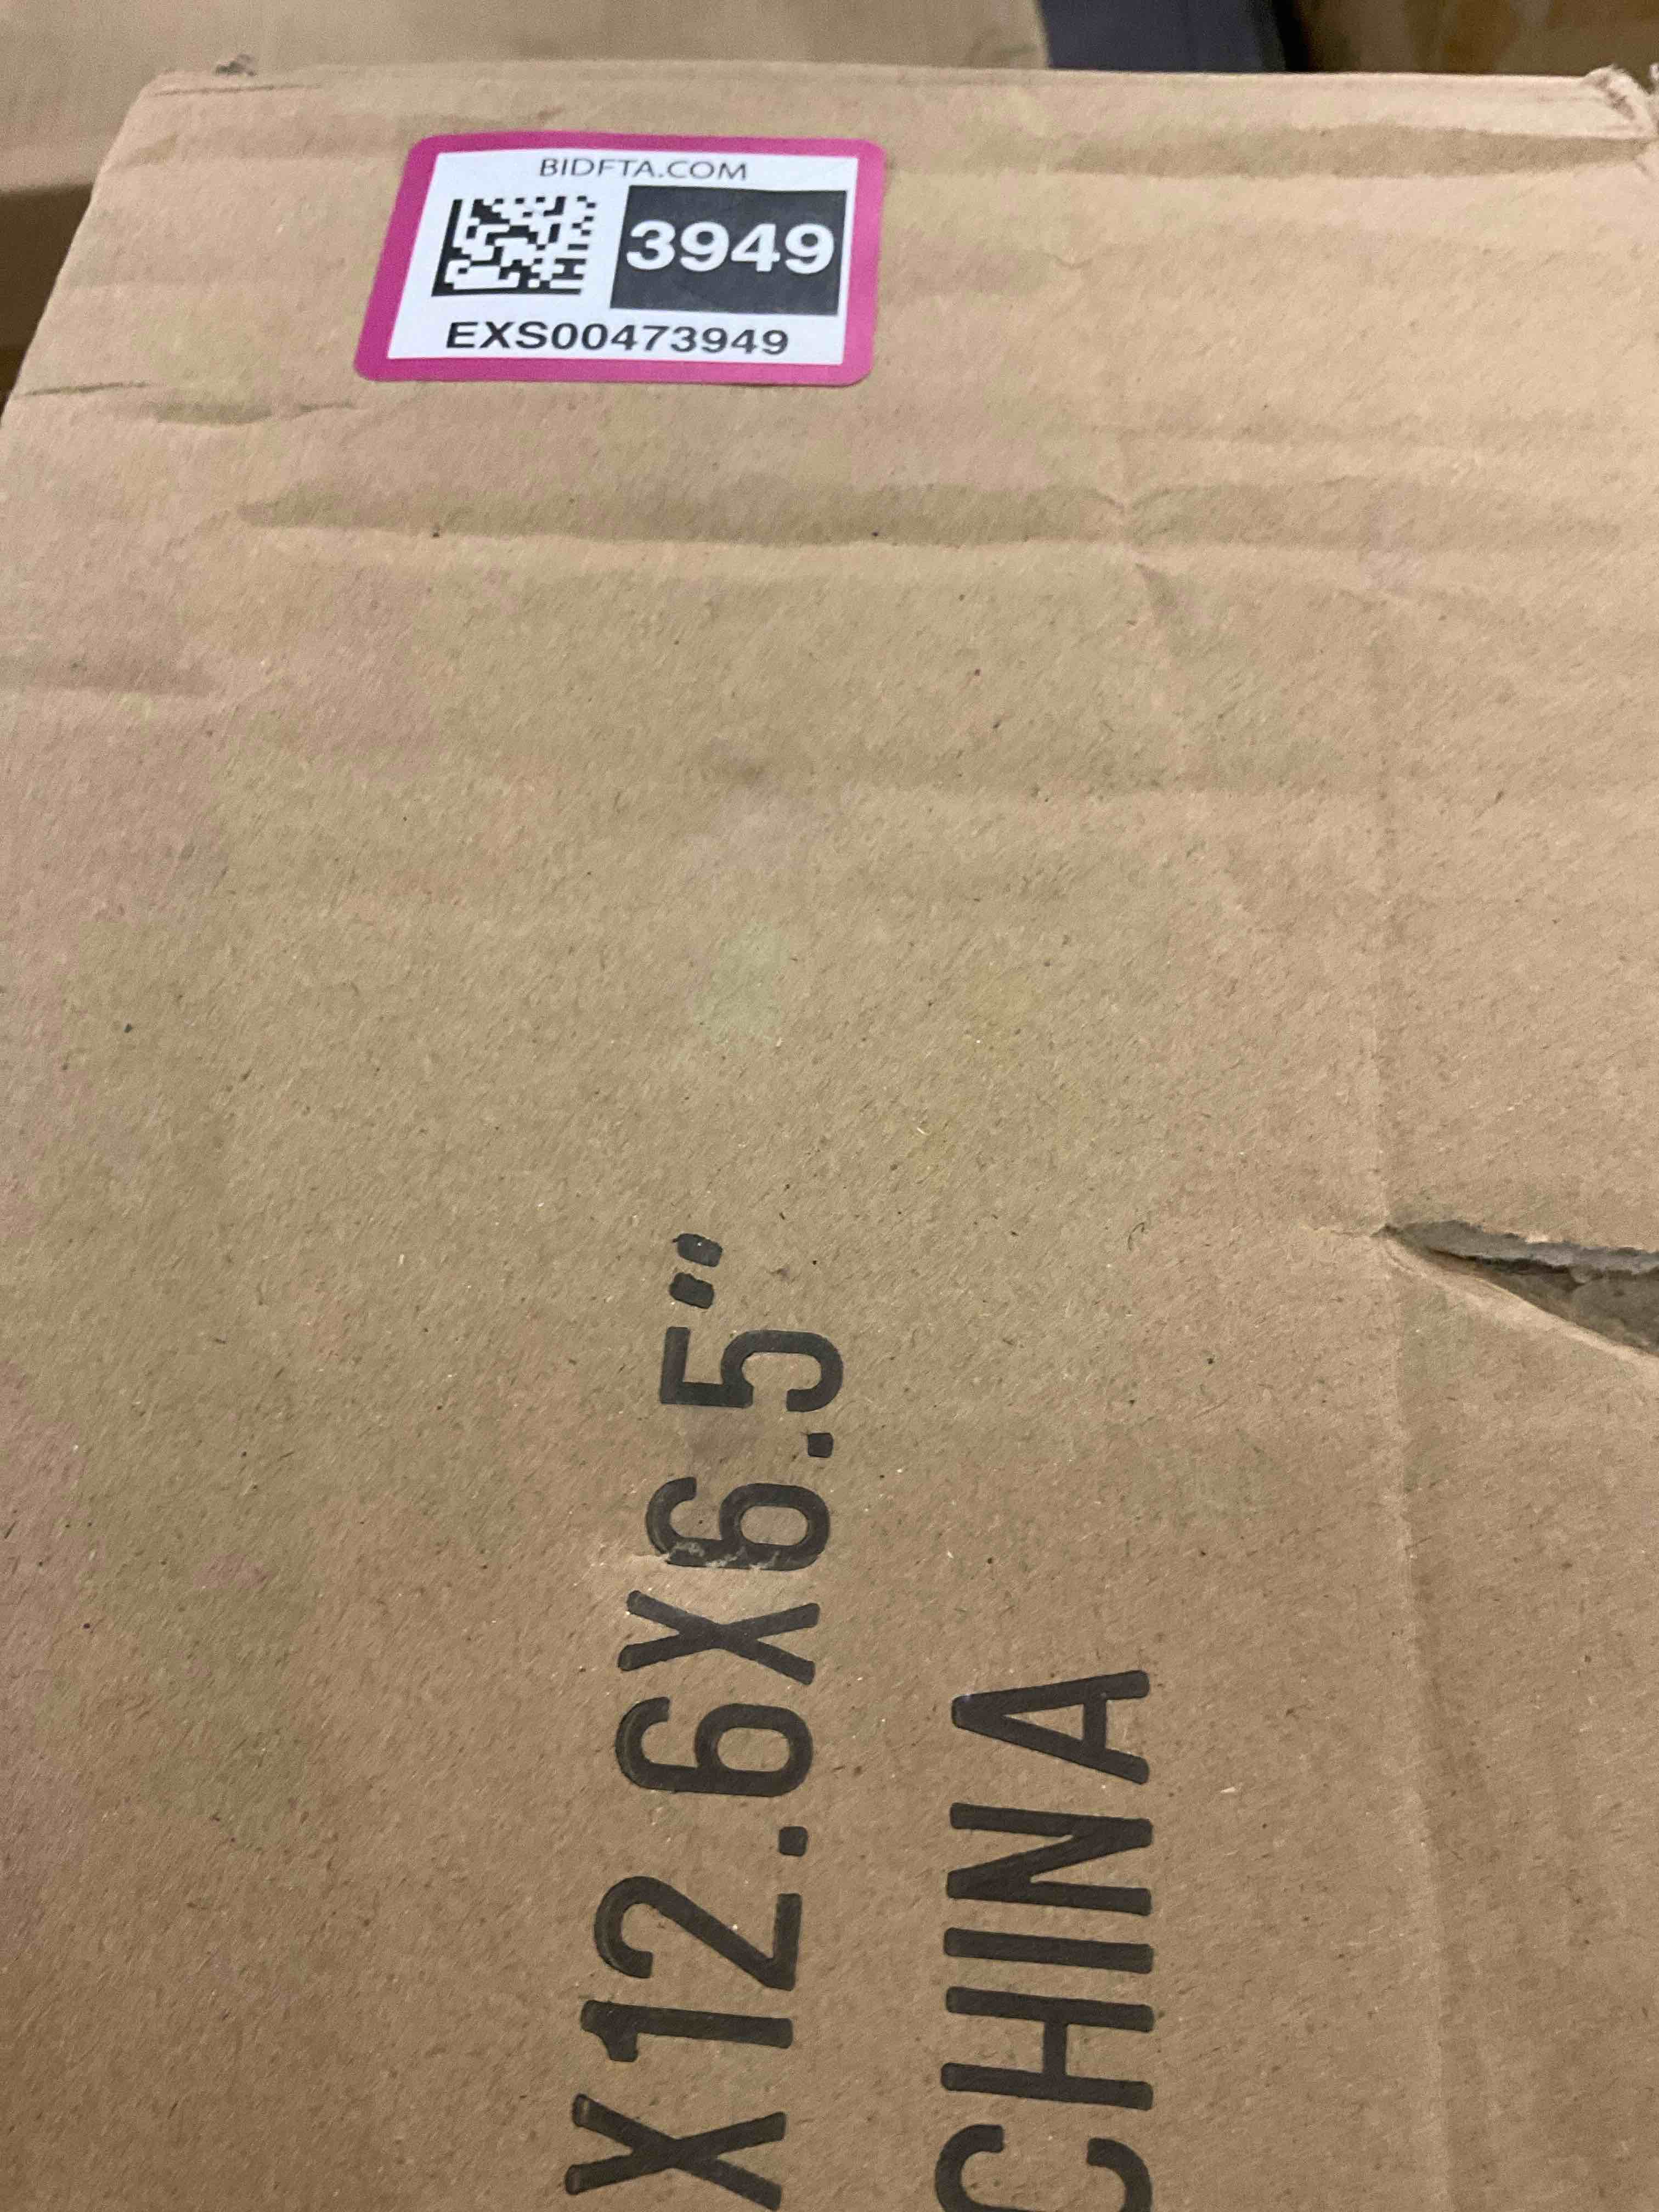 BIDFTA.COM
3949
EXS00473949
X12.6X6.5"
CHINA